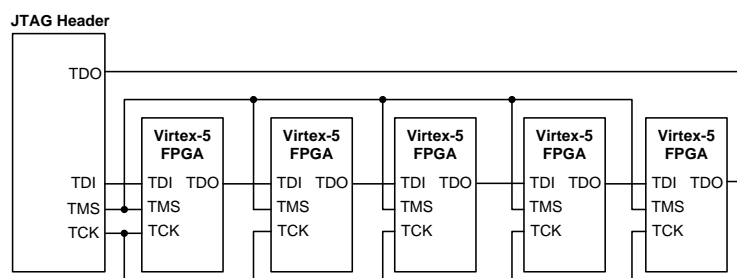 JTAG Header
TDO
Virtex-5 Virtex-5 Virtex-5 Virtex-5 Virtex-5
FPGA FPGA FPGA FPGA FPGA
TDI TDI TDO TDI TDO TDI TDO TDI TDO TDI TDO
TMS TMS TMS TMS TMS TMS
TCK TCK TCK TCK TCK TCK